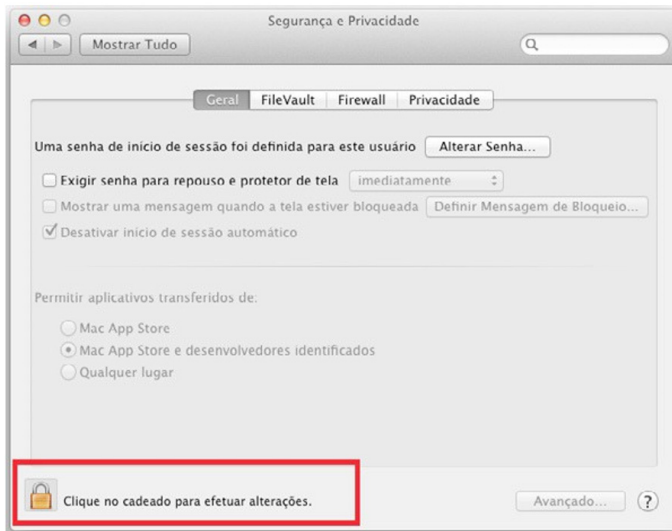 Segurança e Privacidade
Mostrar Tudo
Geral FileVault Firewall Privacidade
Uma senha de início de sessão foi definida para este usuário Alterar Senha...
Exigir senha para repouso e protetor de tela imediatamente
Mostrar uma mensagem quando a tela estiver bloqueada Definir Mensagem de Bloqueio...
Desativar início de sessão automático
Permitir aplicativos transferidos de:
Mac App Store
Mac App Store e desenvolvedores identificados
Qualquer lugar
Clique no cadeado para efetuar alterações. Avançado... ?